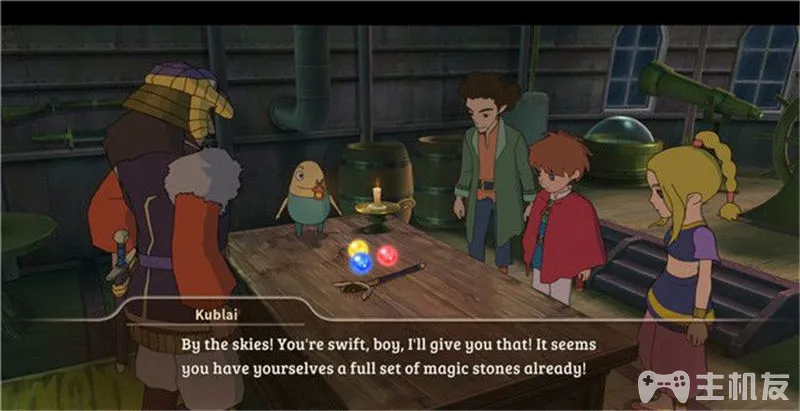 Kublai
By the skies! You're swift, boy, I'll give you that! It seems
you have yourselves a full set of magic stones already!
主机友